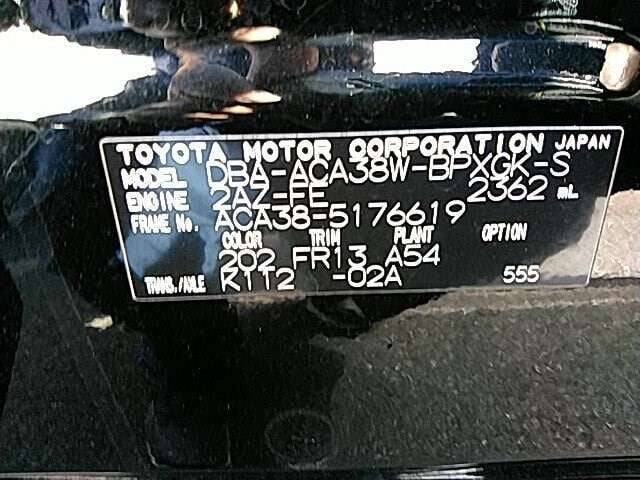 TOYOTA MOTOR CORPORATION JAPAN
MODEL DBA-ACA38W-BPXGK-S
ENGINE 2AZ-FE 2362 mL
FRAME No. ACA38-5176619
COLOR TRIM PLANT OPTION
202 FR13 A54
TRANS./AXLE K112 -02A 555